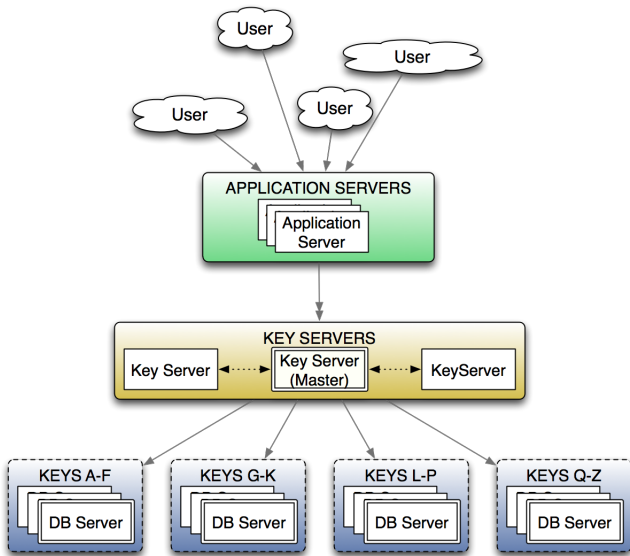 User
User
User
User
APPLICATION SERVERS
Application
Server
KEY SERVERS
Key Server
Key Server
(Master)
KeyServer
KEYS A-F
KEYS G-K
KEYS L-P
KEYS Q-Z
DB Server
DB Server
DB Server
DB Server